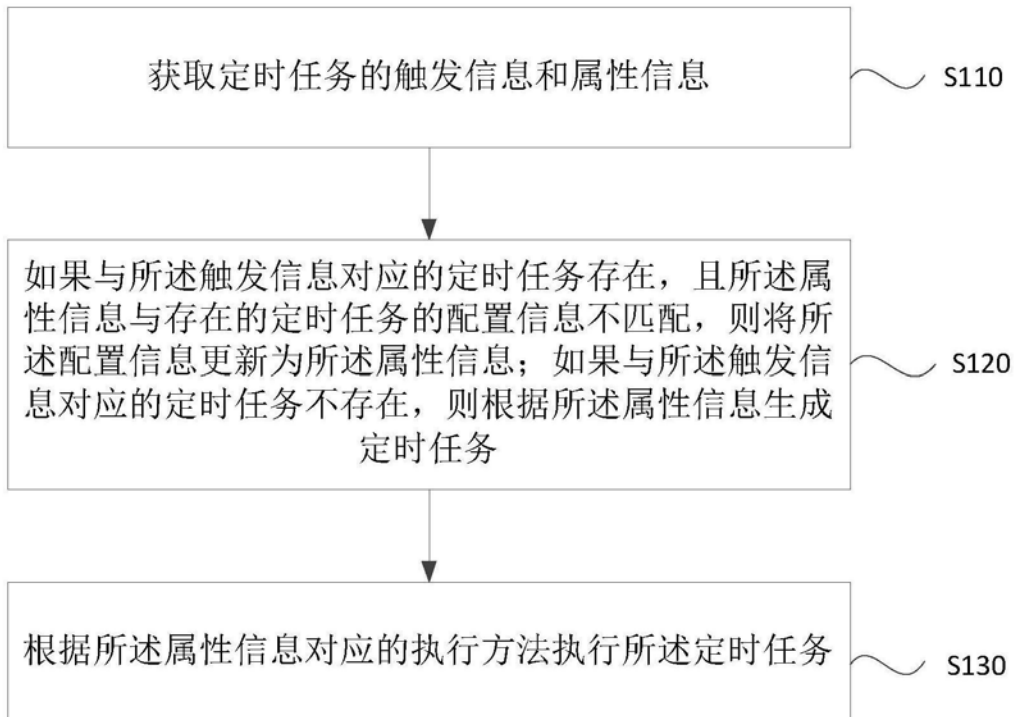 获取定时任务的触发信息和属性信息
S110
如果与所述触发信息对应的定时任务存在，且所述属
性信息与存在的定时任务的配置信息不匹配，则将所
述配置信息更新为所述属性信息；如果与所述触发信
息对应的定时任务不存在，则根据所述属性信息生成
定时任务
S120
根据所述属性信息对应的执行方法执行所述定时任务
S130